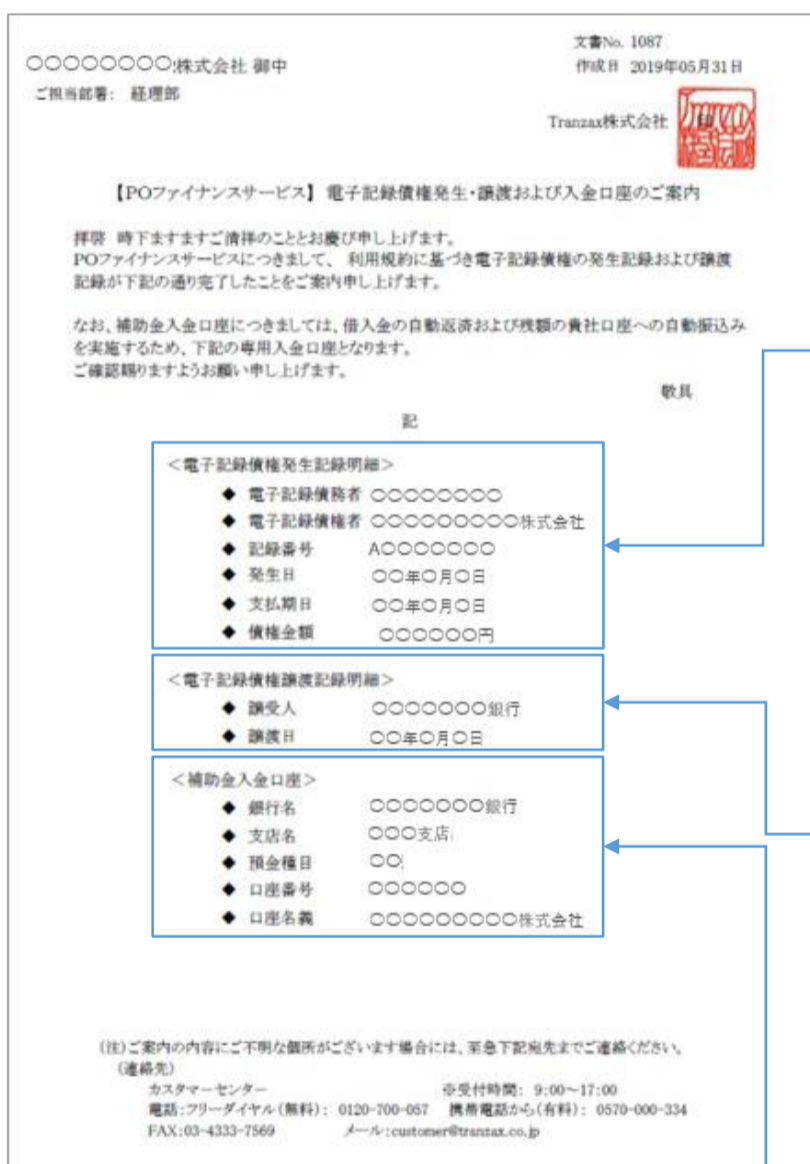 文書No. 1087
〇〇〇〇〇〇〇〇株式会社 御中
作成日 2019年05月31日
ご担当部署: 経理部
Tranzax株式会社 印
【POファイナンスサービス】 電子記録債権発生・譲渡および入金口座のご案内
拝啓 時下ますますご清祥のこととお慶び申し上げます。
POファイナンスサービスにつきまして、 利用規約に基づき電子記録債権の発生記録および譲渡
記録が下記の通り完了したことをご案内申し上げます。
なお、補助金入金口座につきましては、借入金の自動返済および残額の貴社口座への自動振込み
を実施するため、下記の専用入金口座となります。
ご確認賜りますようお願い申し上げます。
敬具
記
<電子記録債権発生記録明細>
◆ 電子記録債務者 〇〇〇〇〇〇〇〇
◆ 電子記録債権者 〇〇〇〇〇〇〇〇〇株式会社
◆ 記録番号 A〇〇〇〇〇〇〇
◆ 発生日 〇〇年〇月〇日
◆ 支払期日 〇〇年〇月〇日
◆ 債権金額 〇〇〇〇〇〇円
<電子記録債権譲渡記録明細>
◆ 譲受人 〇〇〇〇〇〇〇銀行
◆ 譲渡日 〇〇年〇月〇日
<補助金入金口座>
◆ 銀行名 〇〇〇〇〇〇〇銀行
◆ 支店名 〇〇〇支店
◆ 預金種目 〇〇
◆ 口座番号 〇〇〇〇〇〇
◆ 口座名義 〇〇〇〇〇〇〇〇〇株式会社
(注)ご案内の内容にご不明な個所がございます場合には、至急下記宛先までご連絡ください。
(連絡先)
カスタマーセンター ※受付時間: 9:00~17:00
電話:フリーダイヤル(無料): 0120-700-057 携帯電話から(有料): 0570-000-334
FAX:03-4333-7569 メール:customer@tranzax.co.jp